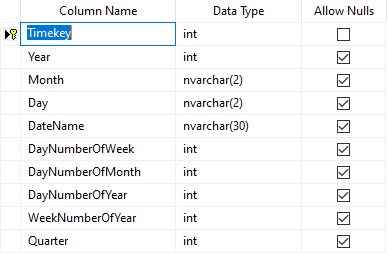 Column Name Data Type Allow Nulls
Timekey int
Year int
Month nvarchar(2)
Day nvarchar(2)
DateName nvarchar(30)
DayNumberOfWeek int
DayNumberOfMonth int
DayNumberOfYear int
WeekNumberOfYear int
Quarter int